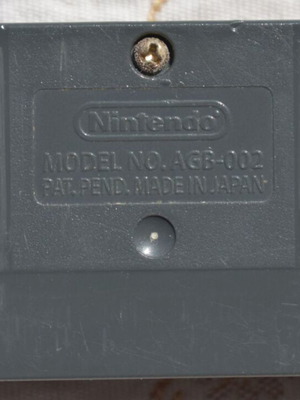 Nintendo
MODEL NO. AGB-002
PAT. PEND. MADE IN JAPAN